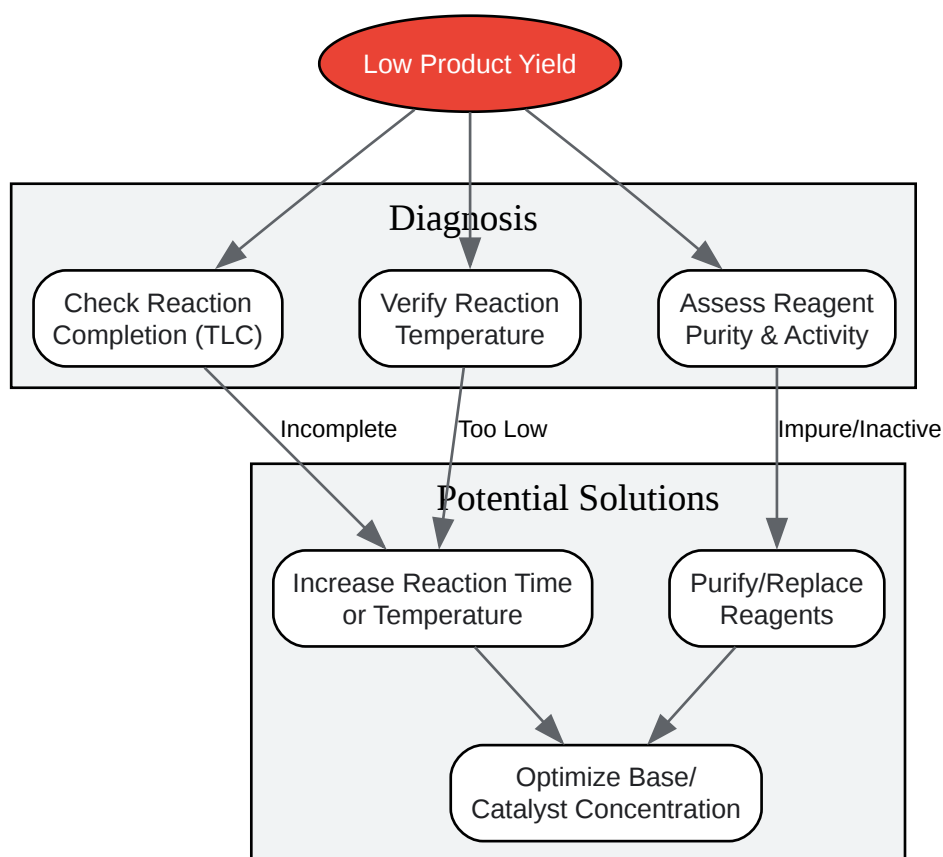 Low Product Yield
Diagnosis
Check Reaction
Completion (TLC)
Verify Reaction
Temperature
Assess Reagent
Purity & Activity
Incomplete
Too Low
Impure/Inactive
Potential Solutions
Increase Reaction Time
or Temperature
Purify/Replace
Reagents
Optimize Base/
Catalyst Concentration